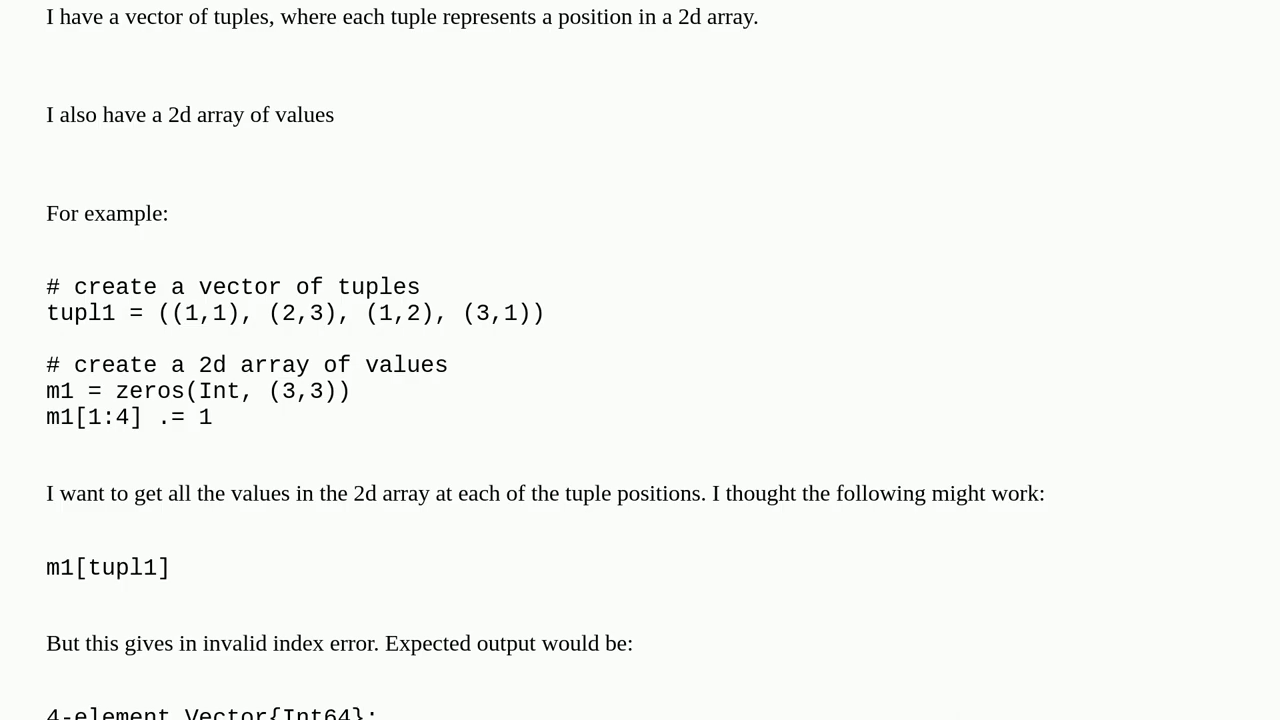 I have a vector of tuples, where each tuple represents a position in a 2d array.
I also have a 2d array of values
For example:
# create a vector of tuples
tupl1 = ((1,1), (2,3), (1,2), (3,1))
# create a 2d array of values
m1 = zeros(Int, (3,3))
m1[1:4] .= 1
I want to get all the values in the 2d array at each of the tuple positions. I thought the following might work:
m1[tupl1]
But this gives in invalid index error. Expected output would be:
4-element Vector{Int64}: